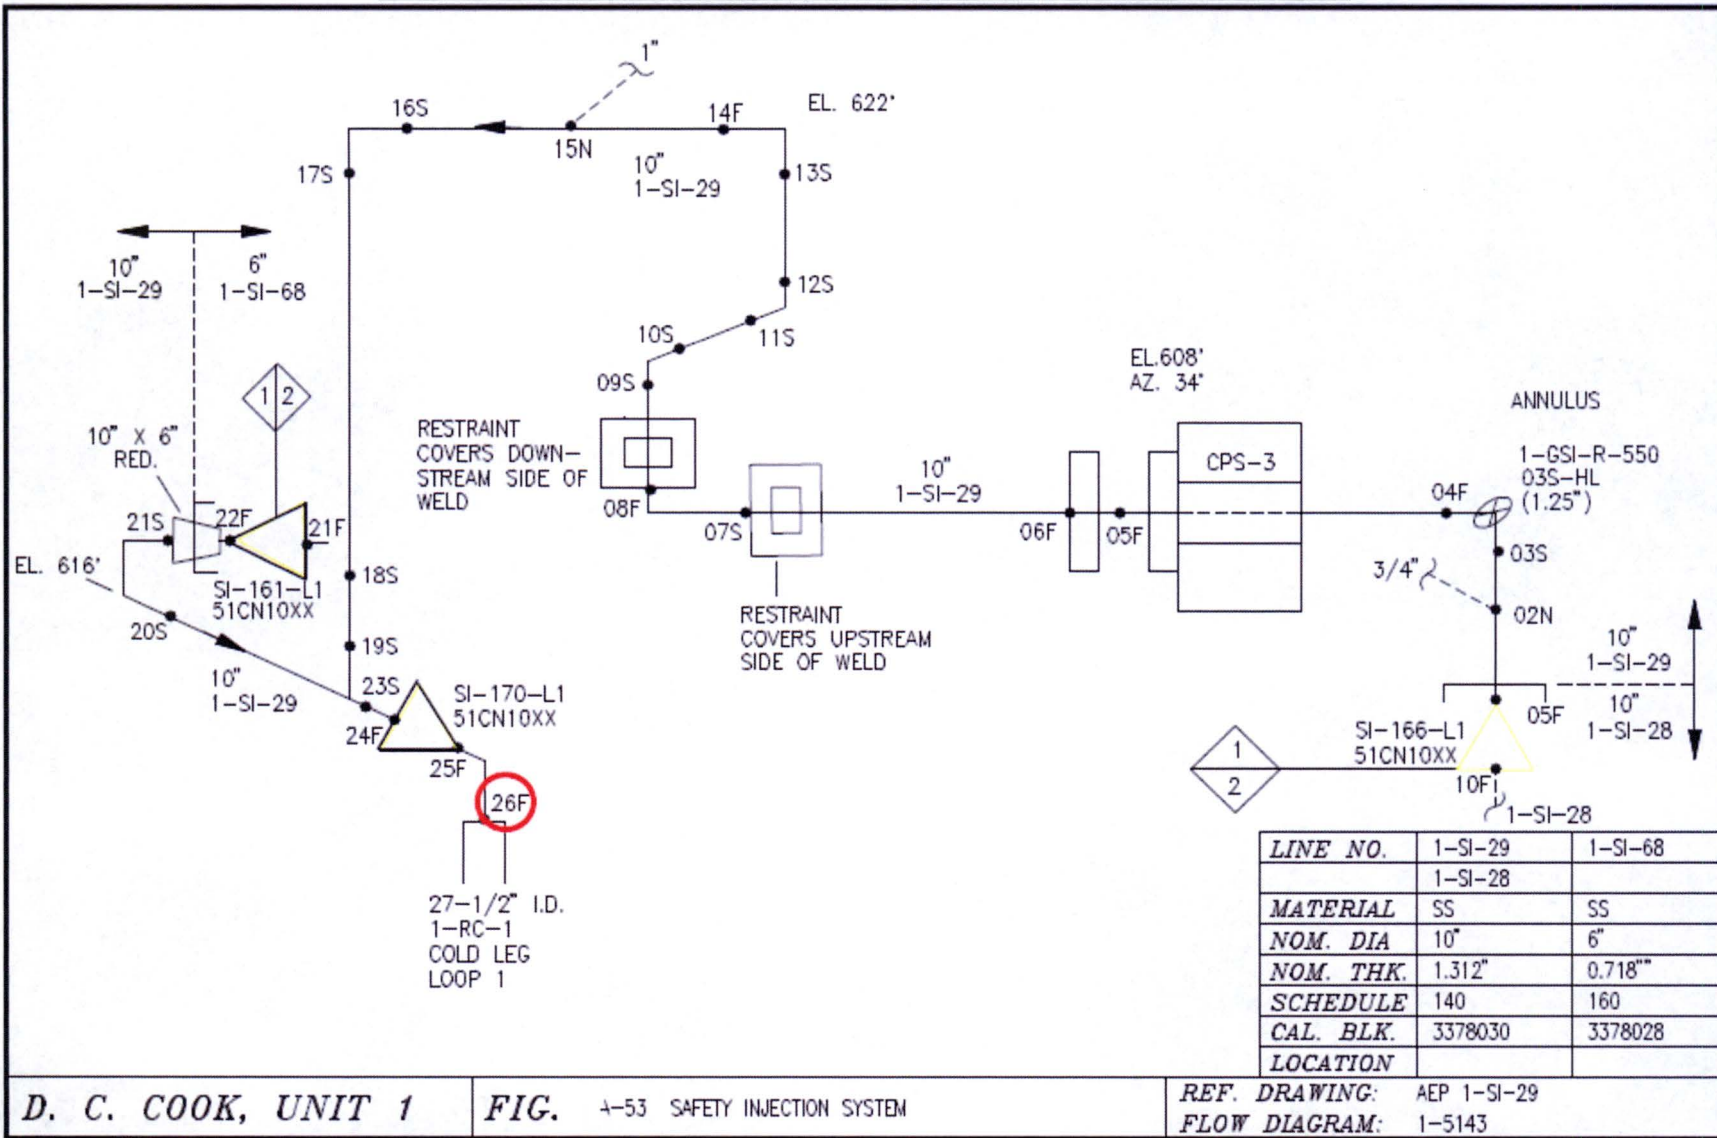 1"
16S
14F
EL. 622'
15N
10"
1-SI-29
17S
13S
10"
1-SI-29
6"
1-SI-68
12S
10S
11S
09S
EL.608'
AZ. 34'
1 2
ANNULUS
10" X 6"
RED.
RESTRAINT
COVERS DOWN-
STREAM SIDE OF
WELD
CPS-3
1-GSI-R-550
03S-HL
(1.25")
10"
1-SI-29
04F
08F
07S
06F
05F
21S
22F
21F
03S
EL. 616'
SI-161-L1
51CN10XX
18S
3/4"
02N
20S
RESTRAINT
COVERS UPSTREAM
SIDE OF WELD
19S
10"
1-SI-29
10"
1-SI-29
23S
SI-170-L1
51CN10XX
24F
25F
05F
10"
1-SI-28
SI-166-L1
51CN10XX
1
2
10F
26F
1-SI-28
27-1/2" I.D.
1-RC-1
COLD LEG
LOOP 1
LINE NO. 1-SI-29 1-SI-68
1-SI-28
MATERIAL SS SS
NOM. DIA 10" 6"
NOM. THK. 1.312" 0.718""
SCHEDULE 140 160
CAL. BLK. 3378030 3378028
LOCATION
D. C. COOK, UNIT 1
FIG. A-53 SAFETY INJECTION SYSTEM
REF. DRAWING: AEP 1-SI-29
FLOW DIAGRAM: 1-5143